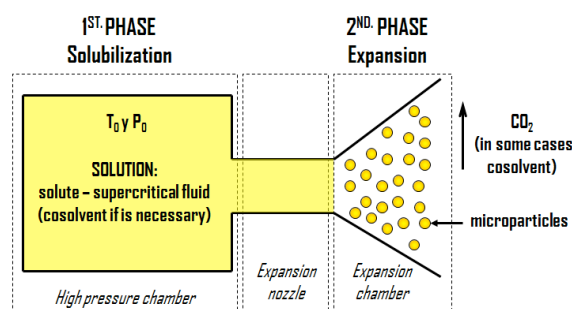 1ST. PHASE
Solubilization
2ND. PHASE
Expansion
T0 y P0
SOLUTION:
solute – supercritical fluid
(cosolvent if is necessary)
CO2
(in some cases
cosolvent)
microparticles
High pressure chamber
Expansion
nozzle
Expansion
chamber